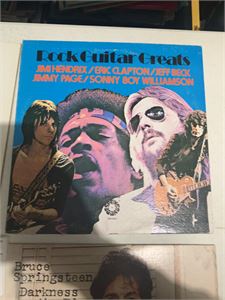 Rock Guitar Greats
JIMI HENDRIX/ERIC CLAPTON/JEFF BECK
JIMMY PAGE/SONNY BOY WILLIAMSON
Bruce
Springsteen
Darkness